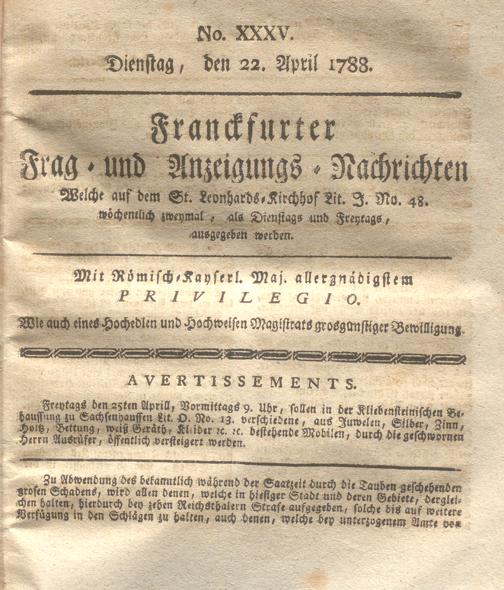 No. XXXV.
Dienstag, den 22. April 1788.
Franckfurter
Frag- und Anzeigungs-Nachrichten
Welche auf dem St. Leonhards-Kirchhof Lit. J. No. 48.
wöchentlich zweymal, als Dienstags und Freytags,
ausgegeben werden.
Mit Römisch-Kayserl. Maj. allergnädigstem
PRIVILEGIO.
Wie auch eines Hochedlen und Hochweisen Magistrats grosgünstiger Bewilligung.
AVERTISSEMENTS.
Freytags den 25ten Aprill, Vormittags 9. Uhr, sollen in der Kliebensteinischen Be-
haussung zu Sachsenhaussen Lit. O. No. 13. verschiedene, aus Juwelen, Silber, Zinn,
Holtz, Bettung, weiß Geräth, Kleider ꝛc. ꝛc. bestehende Mobilen, durch die geschwornen
Herrn Ausrüfer, öffentlich versteigert werden.
Zu Abwendung des bekanntlich während der Saatzeit durch die Tauben geschehenden
grosen Schadens, wird allen denen, welche in hiesiger Stadt und deren Gebiete, derglei-
chen halten, hierdurch bey zehen Reichsthalern Strafe aufgegeben, solche bis auf weitere
Verfügung in den Schlägen zu halten, auch denen, welche bey unterzogenem Amte von